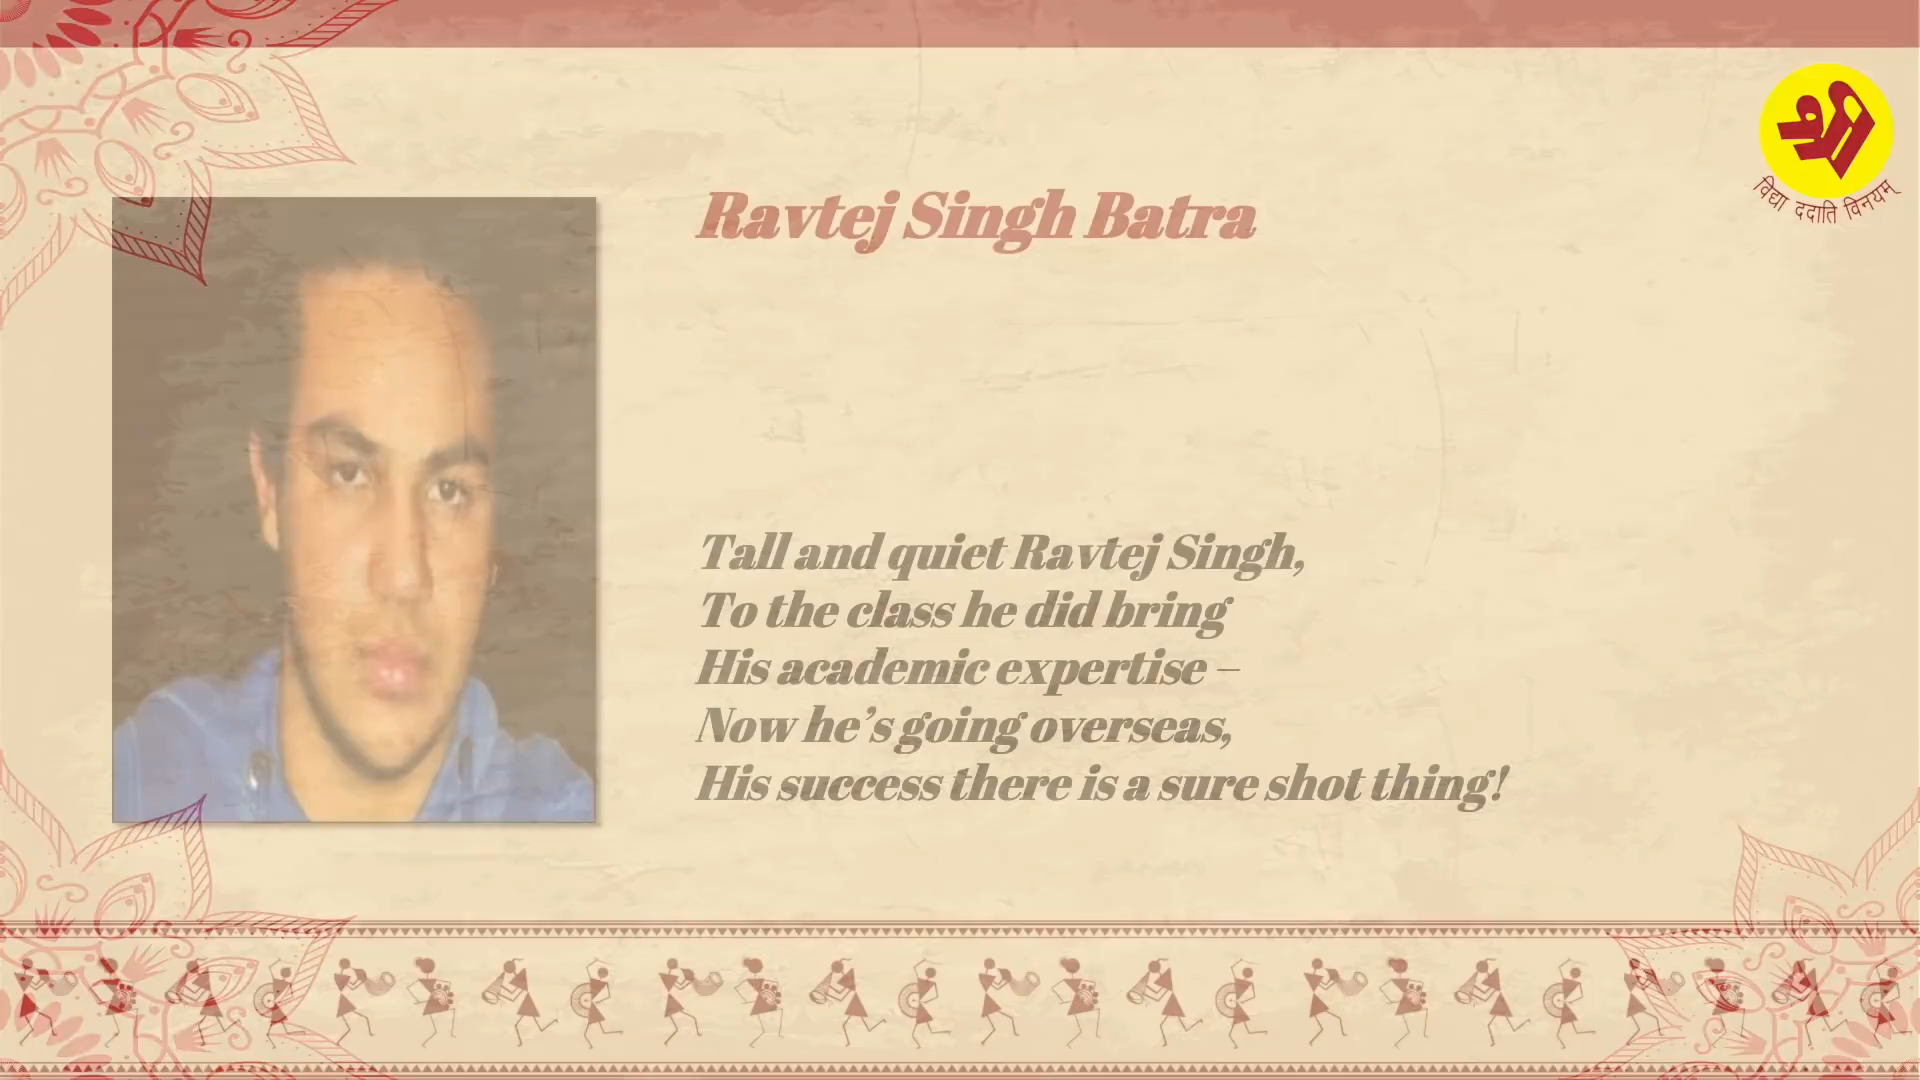 Ravtej Singh Batra
श्री
विद्या ददाति विनयम्
Tall and quiet Ravtej Singh,
To the class he did bring
His academic expertise –
Now he’s going overseas,
His success there is a sure shot thing!